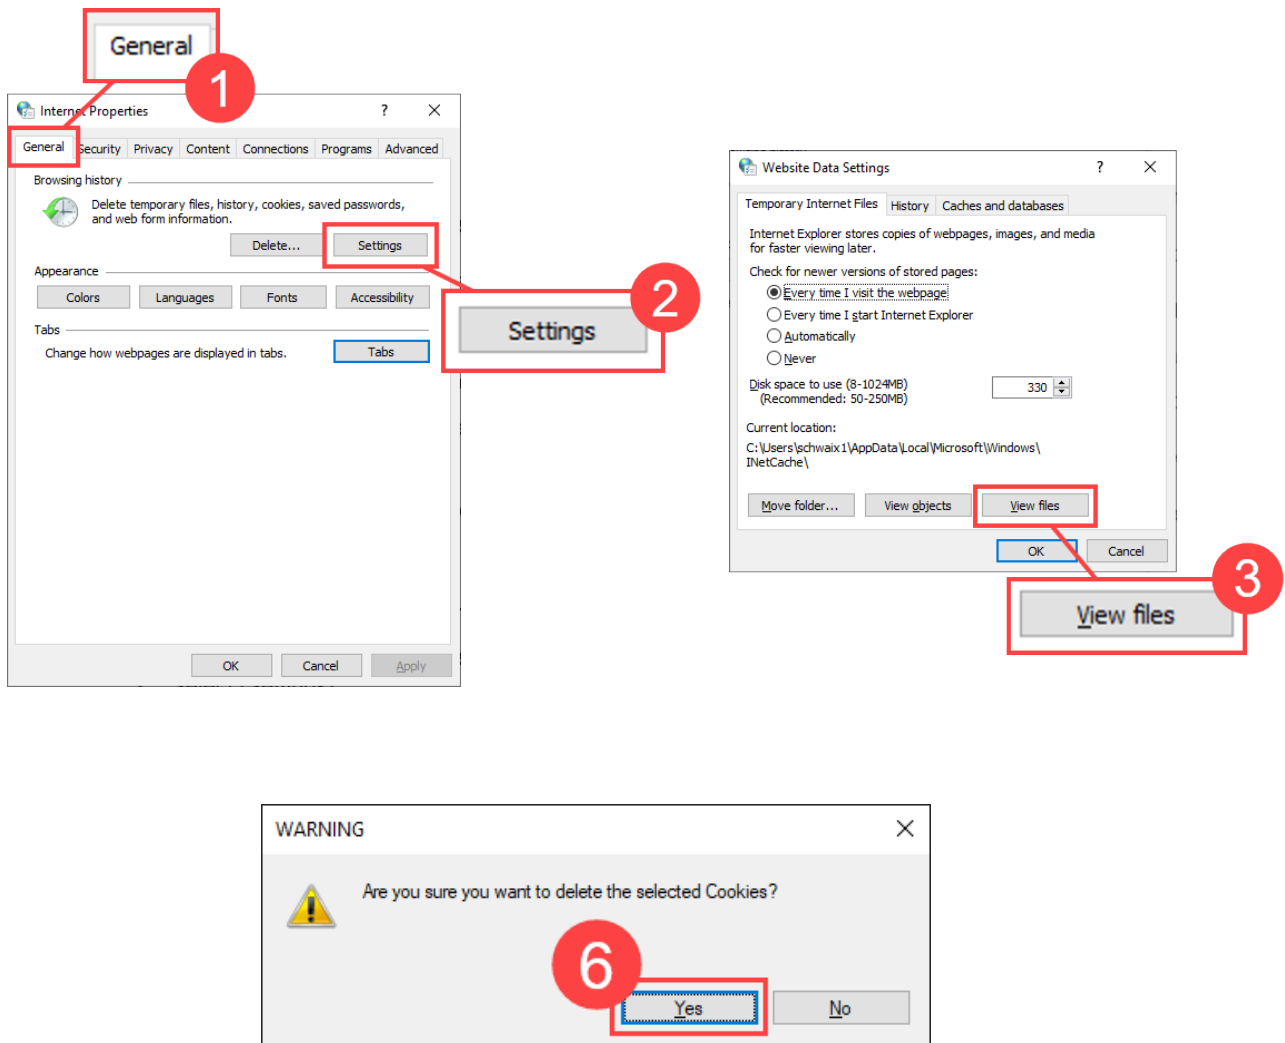 General
1
Internet Properties
?
General Security Privacy Content Connections Programs Advanced
Browsing history
Delete temporary files, history, cookies, saved passwords,
and web form information.
Delete... Settings
Appearance
Colors Languages Fonts Accessibility
2
Settings
Tabs
Change how webpages are displayed in tabs. Tabs
OK Cancel Apply
Website Data Settings
?
Temporary Internet Files History Caches and databases
Internet Explorer stores copies of webpages, images, and media
for faster viewing later.
Check for newer versions of stored pages:
Every time I visit the webpage
Every time I start Internet Explorer
Automatically
Never
Disk space to use (8-1024MB) 330
(Recommended: 50-250MB)
Current location:
C:\Users\schwaix1\AppData\Local\Microsoft\Windows\
INetCache\
Move folder... View objects View files
OK Cancel
3
View files
WARNING
Are you sure you want to delete the selected Cookies?
6
Yes No